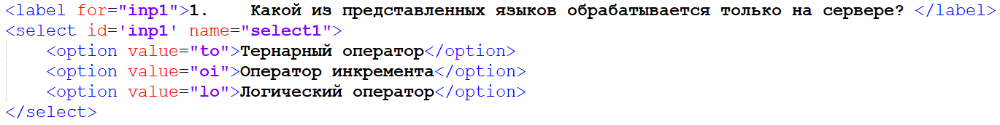 <label for="inp1">1.    Какой из представленных языков обрабатывается только на сервере? </label>
<select id='inp1' name="select1">
    <option value="to">Тернарный оператор</option>
    <option value="oi">Оператор инкремента</option>
    <option value="lo">Логический оператор</option>
</select>